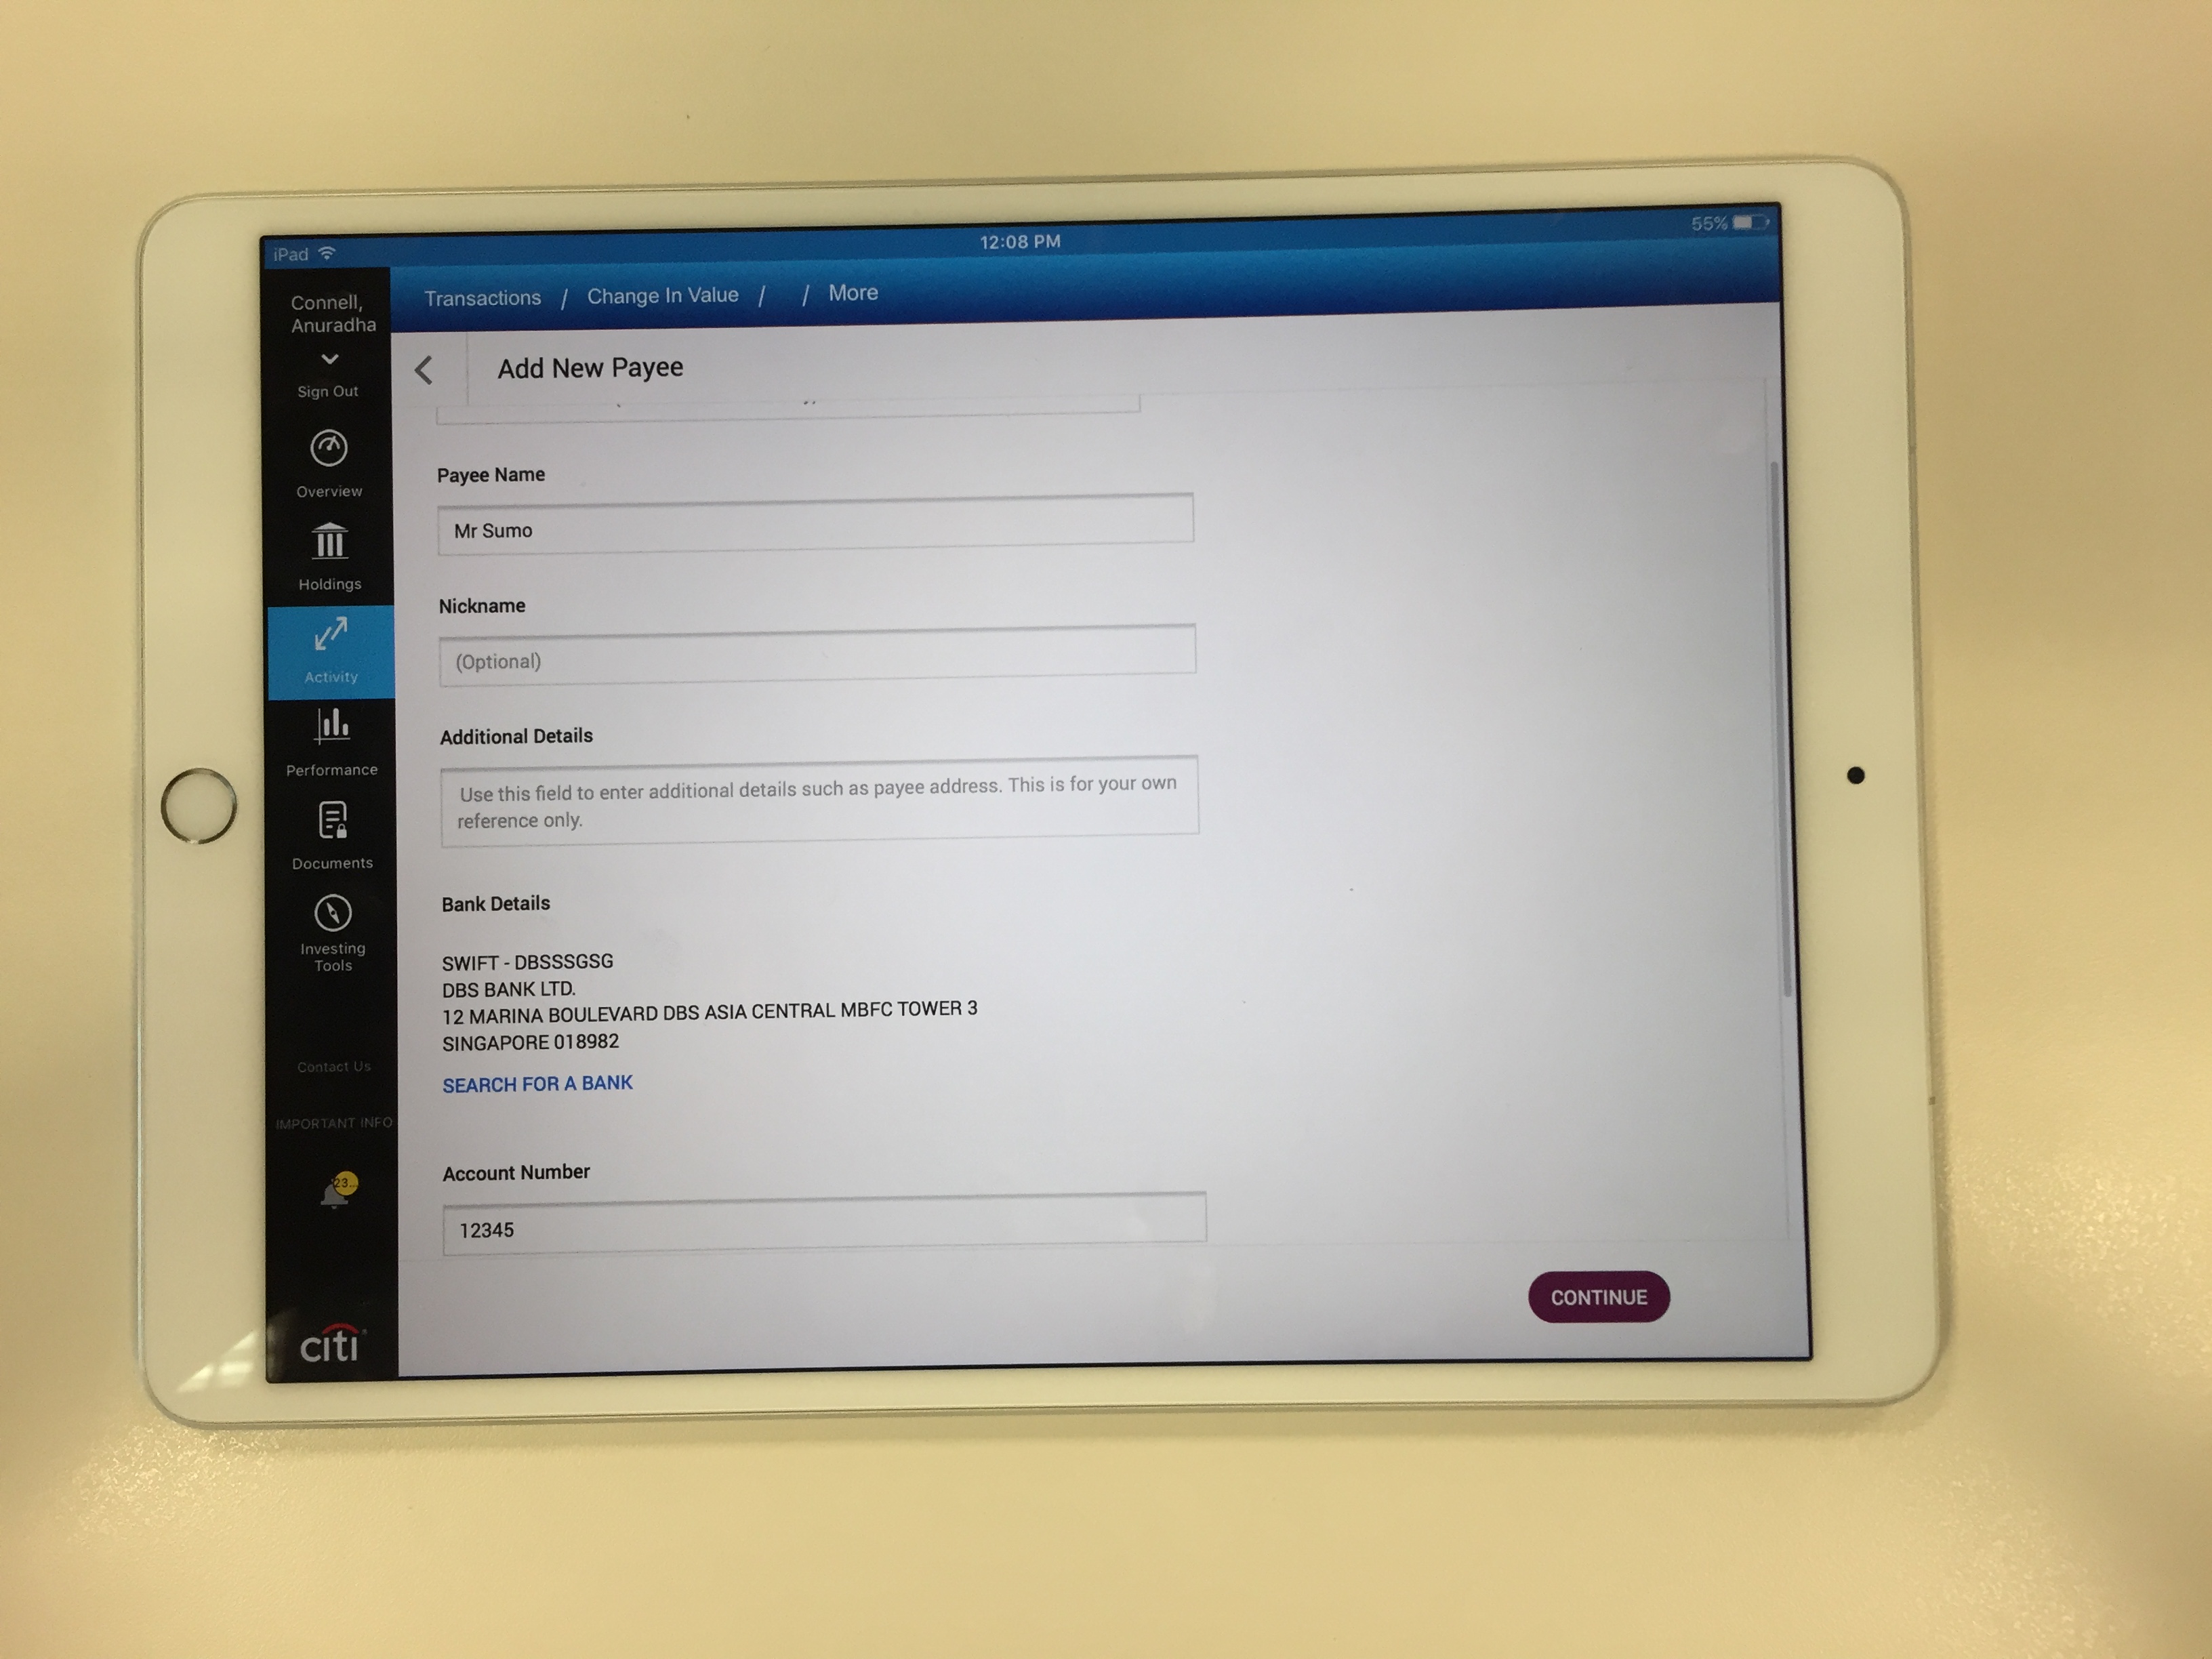 iPad
12:08 PM
55%
Connell,
Anuradha
Sign Out
Overview
Holdings
Activity
Performance
Documents
Investing
Tools
Contact Us
IMPORTANT INFO
23
citi
Transactions / Change In Value / / More
Add New Payee
Payee Name
Mr Sumo
Nickname
(Optional)
Additional Details
Use this field to enter additional details such as payee address. This is for your own
reference only.
Bank Details
SWIFT - DBSSSGSG
DBS BANK LTD.
12 MARINA BOULEVARD DBS ASIA CENTRAL MBFC TOWER 3
SINGAPORE 018982
SEARCH FOR A BANK
Account Number
12345
CONTINUE